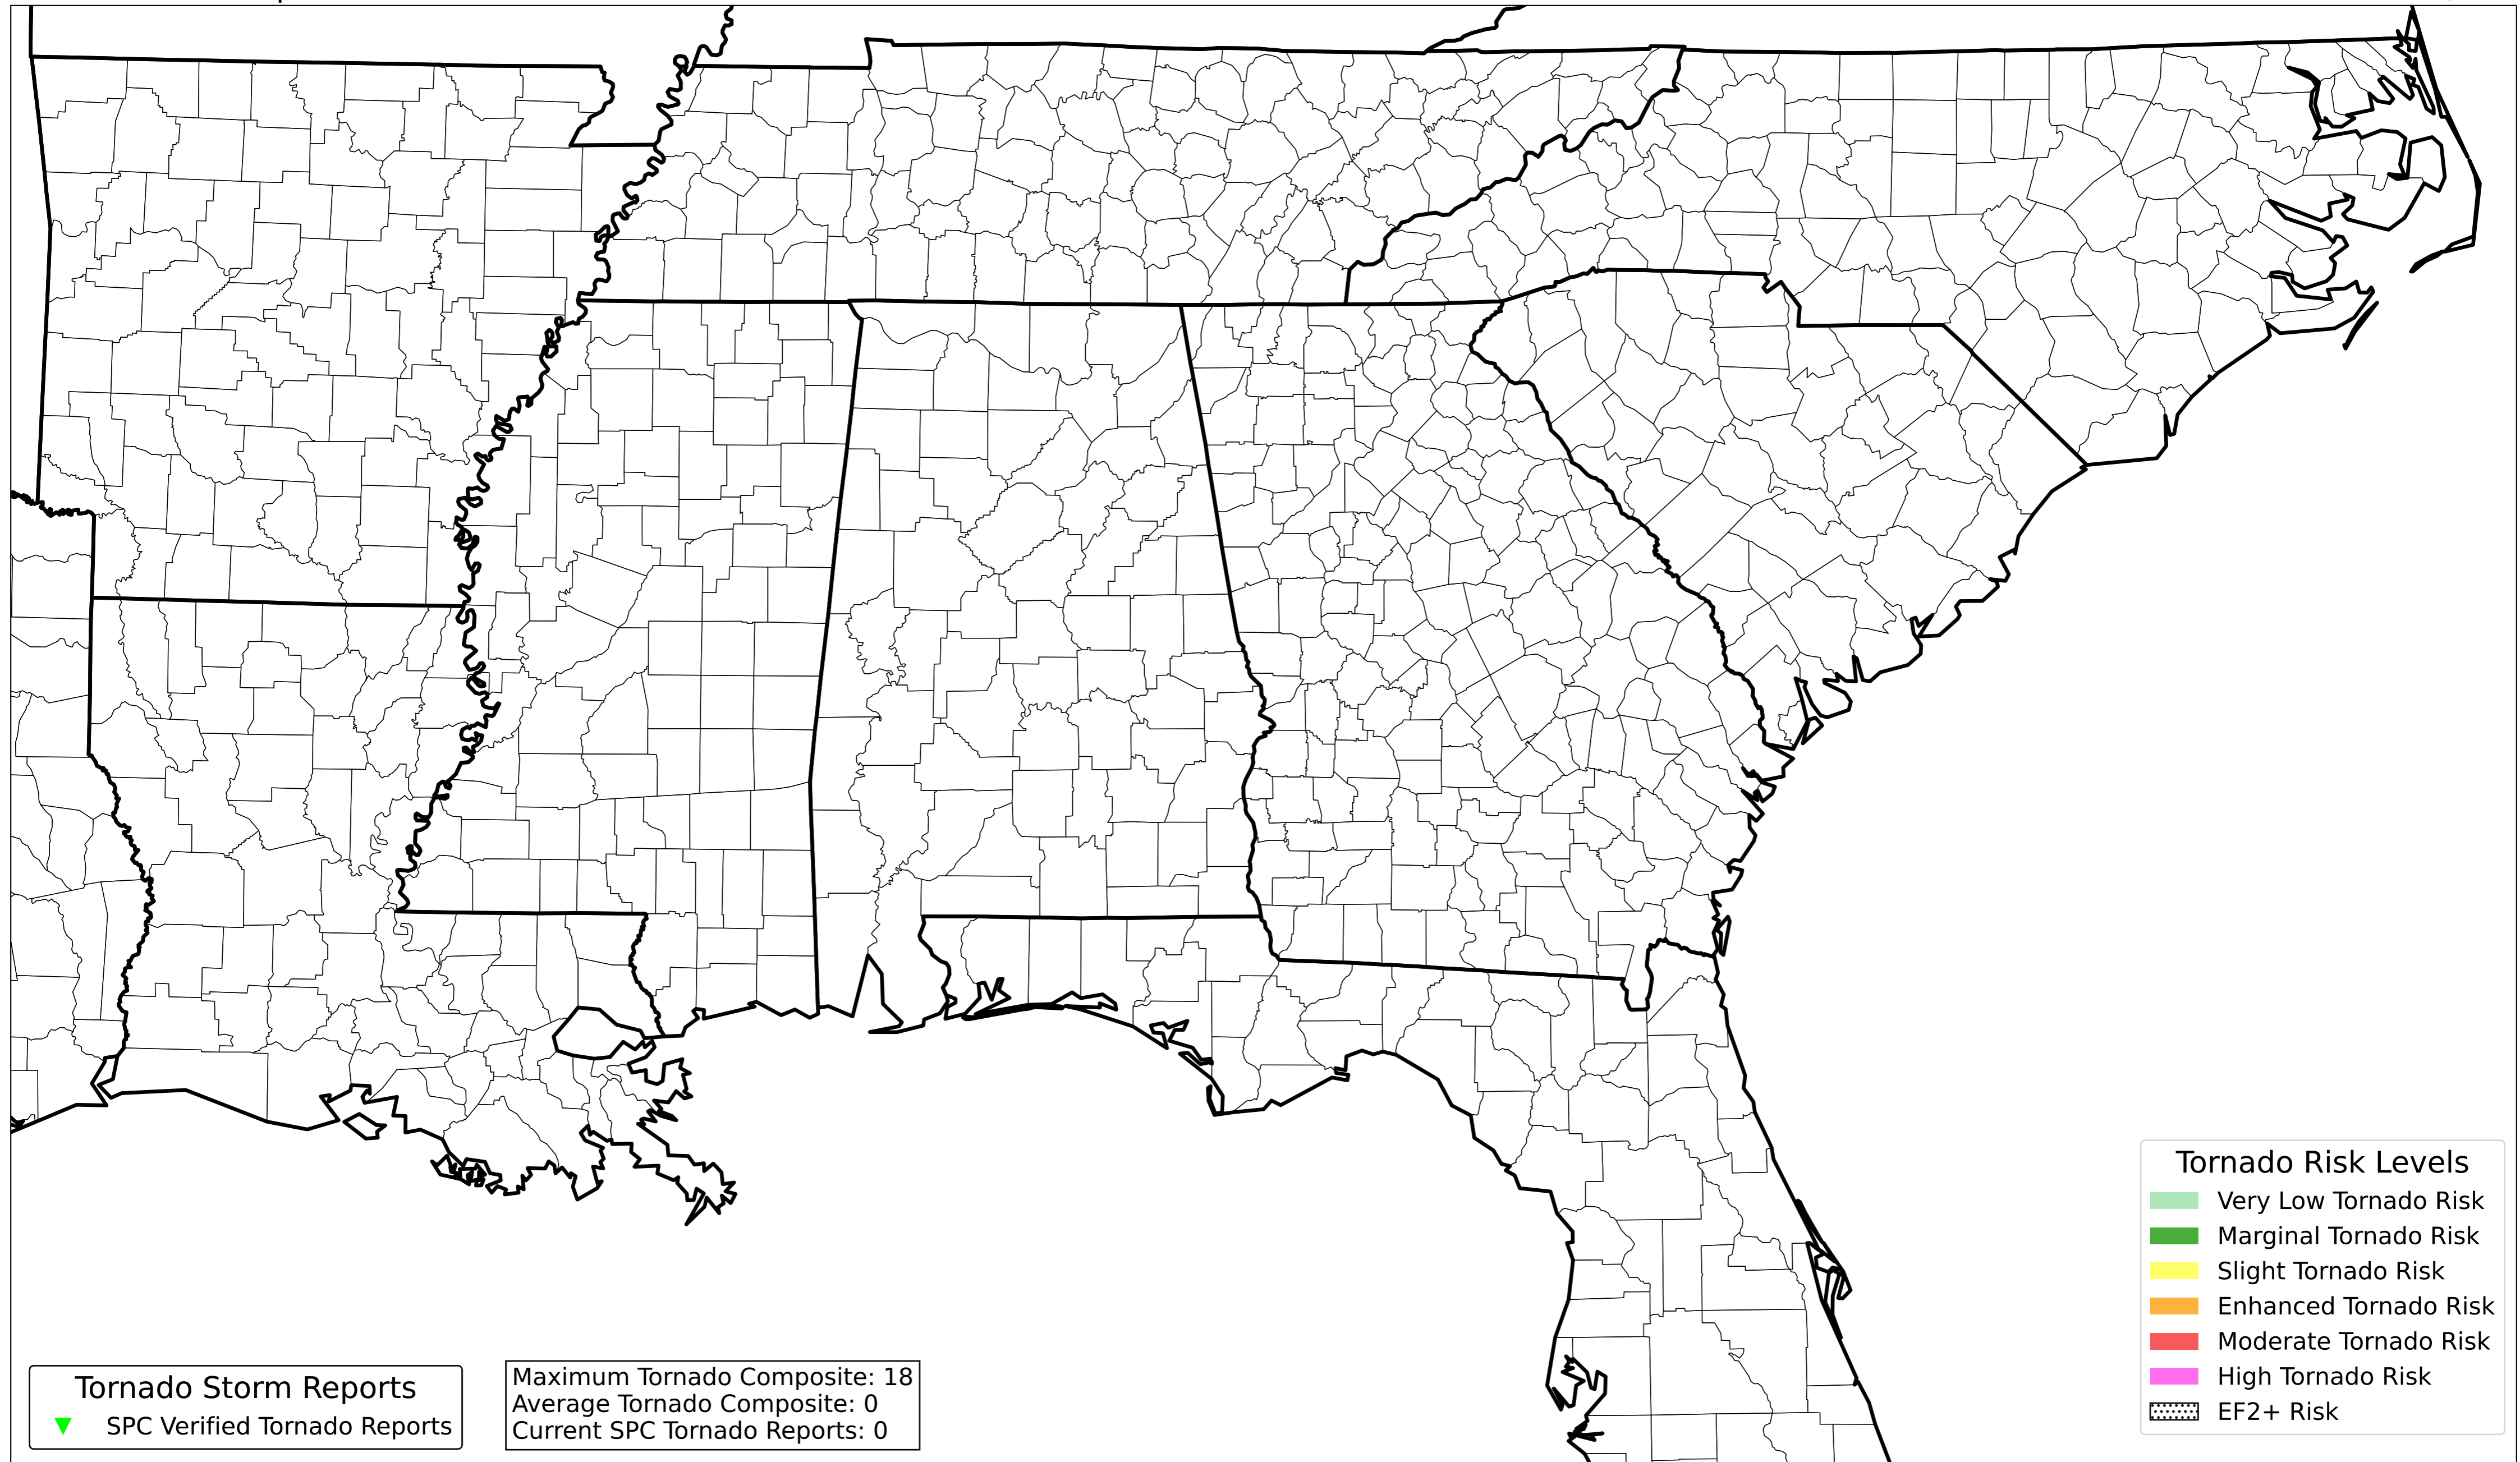 Tornado Storm Reports
SPC Verified Tornado Reports
Maximum Tornado Composite: 18
Average Tornado Composite: 0
Current SPC Tornado Reports: 0
Tornado Risk Levels
Very Low Tornado Risk
Marginal Tornado Risk
Slight Tornado Risk
Enhanced Tornado Risk
Moderate Tornado Risk
High Tornado Risk
EF2+ Risk